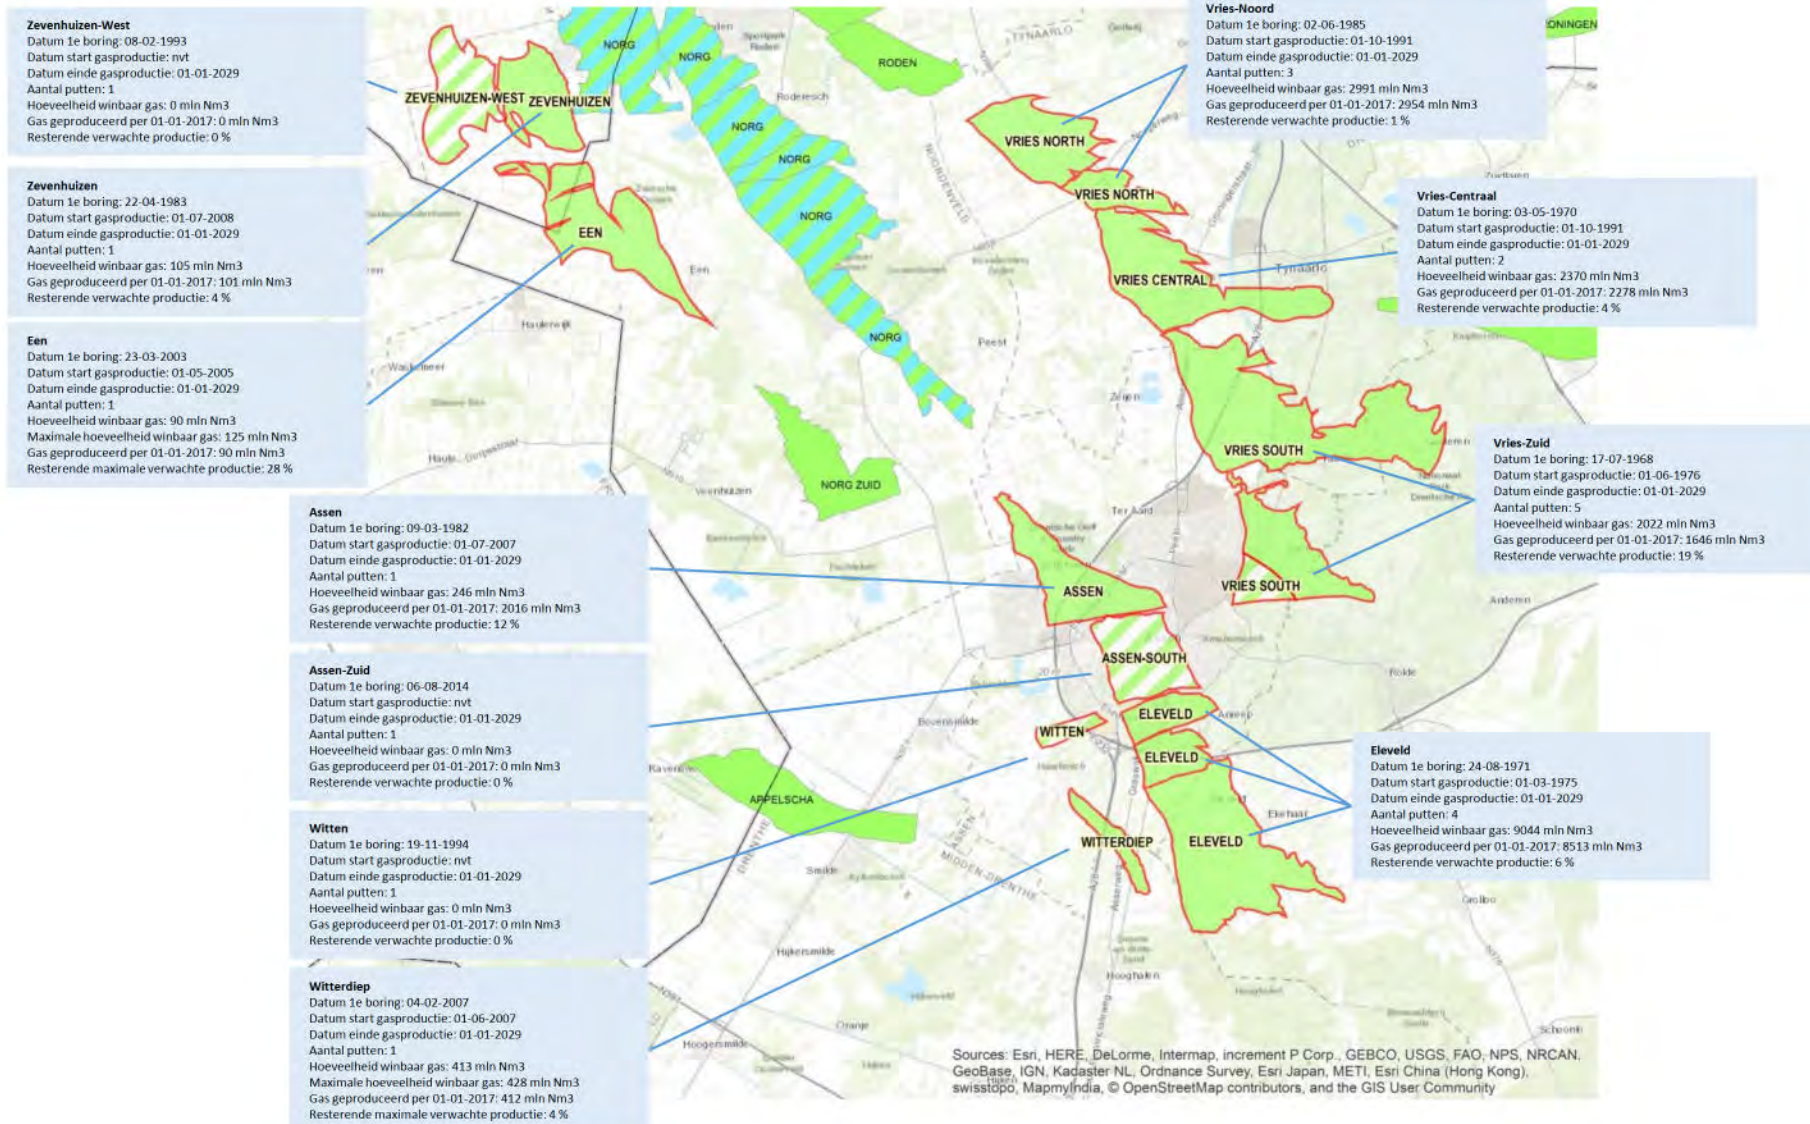 Zevenhuizen-West
Datum 1e boring: 08-02-1993
Datum start gasproductie: nvt
Datum einde gasproductie: 01-01-2029
Aantal putten: 1
Hoeveelheid winbaar gas: 0 mln Nm3
Gas geproduceerd per 01-01-2017: 0 mln Nm3
Resterende verwachte productie: 0 %
Zevenhuizen
Datum 1e boring: 22-04-1983
Datum start gasproductie: 01-07-2008
Datum einde gasproductie: 01-01-2029
Aantal putten: 1
Hoeveelheid winbaar gas: 105 mln Nm3
Gas geproduceerd per 01-01-2017: 101 mln Nm3
Resterende verwachte productie: 4 %
Een
Datum 1e boring: 23-03-2003
Datum start gasproductie: 01-05-2005
Datum einde gasproductie: 01-01-2029
Aantal putten: 1
Hoeveelheid winbaar gas: 90 mln Nm3
Maximale hoeveelheid winbaar gas: 125 mln Nm3
Gas geproduceerd per 01-01-2017: 90 mln Nm3
Resterende maximale verwachte productie: 28 %
Assen
Datum 1e boring: 09-03-1982
Datum start gasproductie: 01-07-2007
Datum einde gasproductie: 01-01-2029
Aantal putten: 1
Hoeveelheid winbaar gas: 246 mln Nm3
Gas geproduceerd per 01-01-2017: 2016 mln Nm3
Resterende verwachte productie: 12 %
Assen-Zuid
Datum 1e boring: 06-08-2014
Datum start gasproductie: nvt
Datum einde gasproductie: 01-01-2029
Aantal putten: 1
Hoeveelheid winbaar gas: 0 mln Nm3
Gas geproduceerd per 01-01-2017: 0 mln Nm3
Resterende verwachte productie: 0 %
Witten
Datum 1e boring: 19-11-1994
Datum start gasproductie: nvt
Datum einde gasproductie: 01-01-2029
Aantal putten: 1
Hoeveelheid winbaar gas: 0 mln Nm3
Gas geproduceerd per 01-01-2017: 0 mln Nm3
Resterende verwachte productie: 0 %
Witterdiep
Datum 1e boring: 04-02-2007
Datum start gasproductie: 01-06-2007
Datum einde gasproductie: 01-01-2029
Aantal putten: 1
Hoeveelheid winbaar gas: 413 mln Nm3
Maximale hoeveelheid winbaar gas: 428 mln Nm3
Gas geproduceerd per 01-01-2017: 412 mln Nm3
Resterende maximale verwachte productie: 4 %
Vries-Noord
Datum 1e boring: 02-06-1985
Datum start gasproductie: 01-10-1991
Datum einde gasproductie: 01-01-2029
Aantal putten: 3
Hoeveelheid winbaar gas: 2991 mln Nm3
Gas geproduceerd per 01-01-2017: 2954 mln Nm3
Resterende verwachte productie: 1 %
Vries-Centraal
Datum 1e boring: 03-05-1970
Datum start gasproductie: 01-10-1991
Datum einde gasproductie: 01-01-2029
Aantal putten: 2
Hoeveelheid winbaar gas: 2370 mln Nm3
Gas geproduceerd per 01-01-2017: 2278 mln Nm3
Resterende verwachte productie: 4 %
Vries-Zuid
Datum 1e boring: 17-07-1968
Datum start gasproductie: 01-06-1976
Datum einde gasproductie: 01-01-2029
Aantal putten: 5
Hoeveelheid winbaar gas: 2022 mln Nm3
Gas geproduceerd per 01-01-2017: 1646 mln Nm3
Resterende verwachte productie: 19 %
Eleveld
Datum 1e boring: 24-08-1971
Datum start gasproductie: 01-03-1975
Datum einde gasproductie: 01-01-2029
Aantal putten: 4
Hoeveelheid winbaar gas: 9044 mln Nm3
Gas geproduceerd per 01-01-2017: 8513 mln Nm3
Resterende verwachte productie: 6 %
NORG
NORG
RODEN
ONINGEN
TYNAARLO
ZEVENHUIZEN-WEST
ZEVENHUIZEN
Roderesch
NORG
NORG
VRIES NORTH
VRIES NORTH
NOORDENVELD
NORG
EEN
Een
VRIES CENTRAL
Tynaarlo
Haulerwijk
NORG
Peest
Zeijen
VRIES SOUTH
NORG ZUID
Veenhuizen
Ter Aard
ASSEN
VRIES SOUTH
Anderen
ASSEN-SOUTH
Rolde
ELEVELD
Anreep
Bovensmilde
WITTEN
ELEVELD
APPELSCHA
DRENTHE
ASSEN
WITTERDIEP
ELEVELD
Ekehaar
Smilde
MIDDEN-DRENTHE
Grolloo
Hijkersmilde
Hooghalen
Oranje
Hoogersmilde
Schoonl
Sources: Esri, HERE, DeLorme, Intermap, increment P Corp., GEBCO, USGS, FAO, NPS, NRCAN,
GeoBase, IGN, Kadaster NL, Ordnance Survey, Esri Japan, METI, Esri China (Hong Kong),
swisstopo, MapmyIndia, © OpenStreetMap contributors, and the GIS User Community